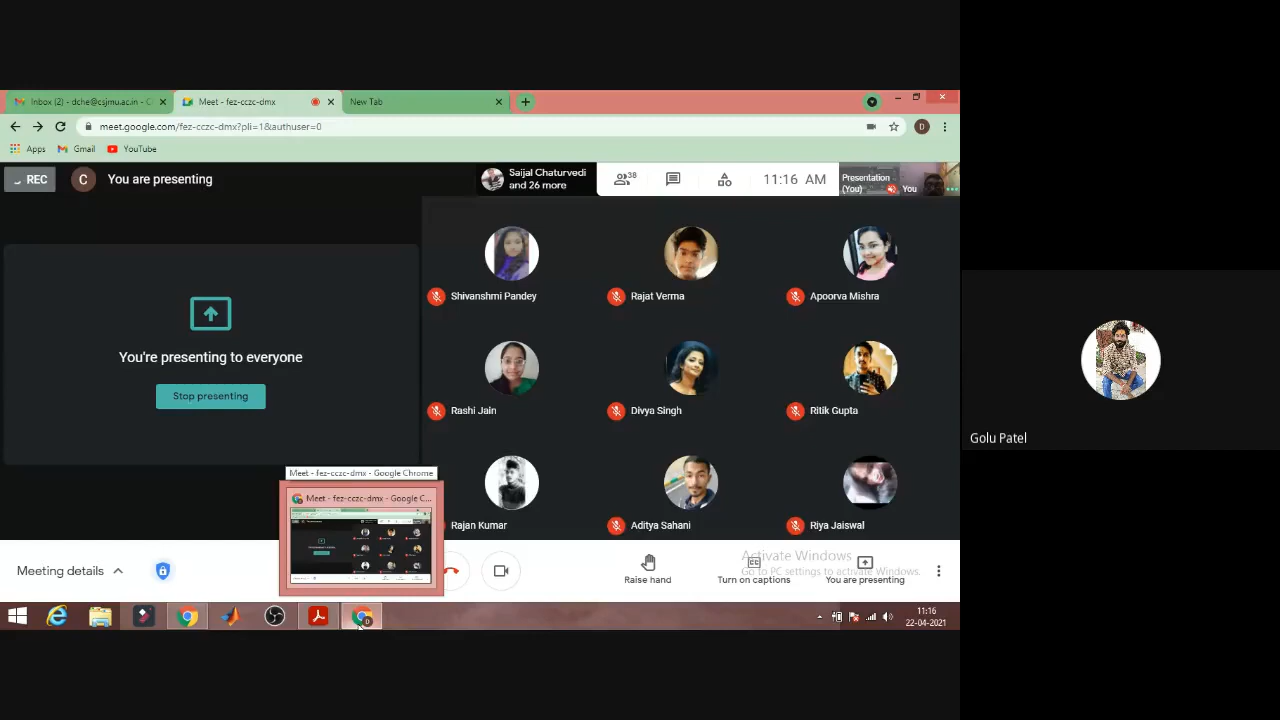 Inbox (2) - dche@csjmu.ac.in - C
Meet - fez-cczc-dmx
New Tab
meet.google.com/fez-cczc-dmx?pli=1&authuser=0
D
Apps
Gmail
YouTube
REC
C
You are presenting
Saijal Chaturvedi
and 26 more
38
11:16 AM
Presentation
(You)
You
You're presenting to everyone
Stop presenting
Shivanshmi Pandey
Rajat Verma
Apoorva Mishra
Rashi Jain
Divya Singh
Ritik Gupta
Rajan Kumar
Aditya Sahani
Riya Jaiswal
Golu Patel
Meet - fez-cczc-dmx - Google Chrome
Meet - fez-cczc-dmx - Google C...
Meeting details
Raise hand
Turn on captions
You are presenting
Activate Windows
Go to PC settings to activate Windows.
D
11:16
22-04-2021